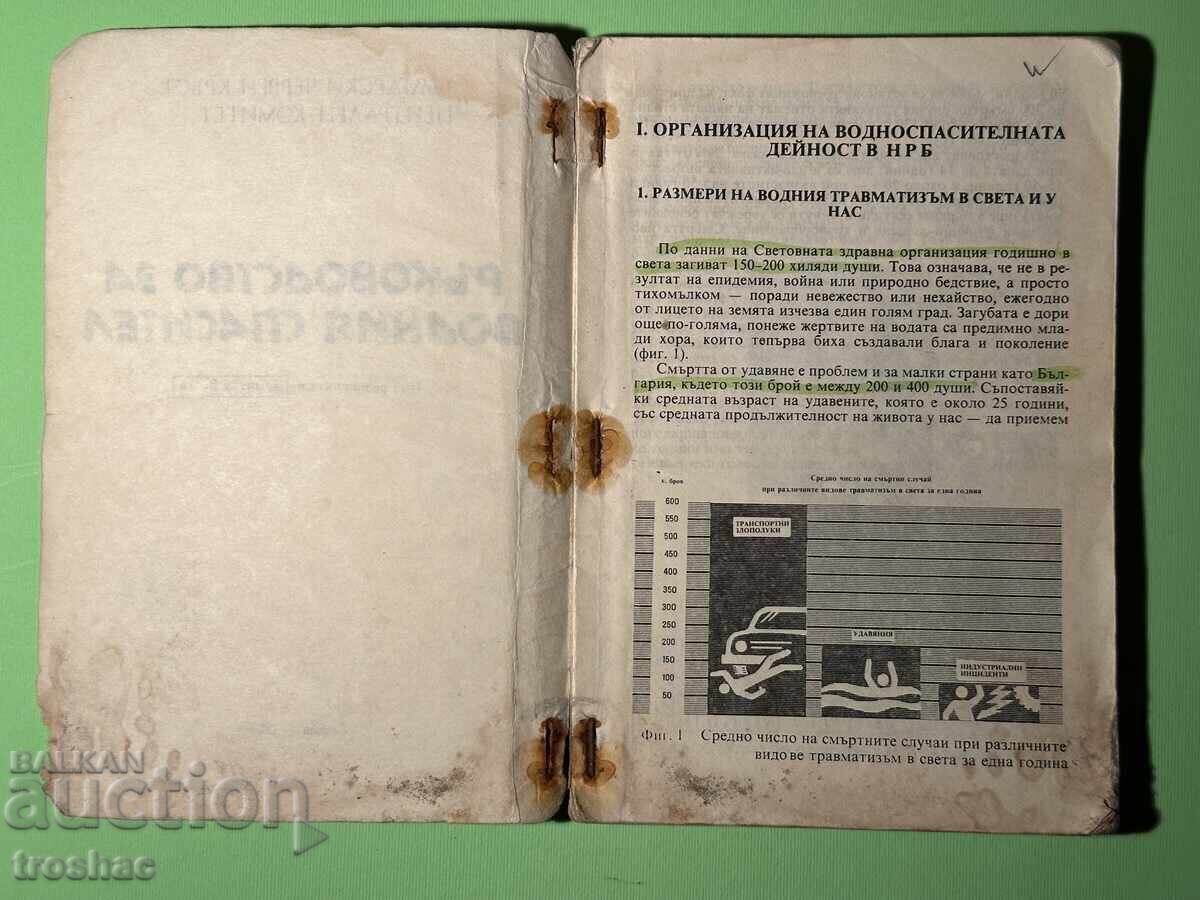 РЪКОВОДСТВО ЗА
ВОДНИЯ СПАСИТЕЛ
I. ОРГАНИЗАЦИЯ НА ВОДНОСПАСИТЕЛНАТА
ДЕЙНОСТ В НРБ
1. РАЗМЕРИ НА ВОДНИЯ ТРАВМАТИЗЪМ В СВЕТА И У
НАС
По данни на Световната здравна организация годишно в
света загиват 150–200 хиляди души. Това означава, че не в ре-
зултат на епидемия, война или природно бедствие, а просто
тихомълком — поради невежество или нехайство, ежегодно
от лицето на земята изчезва един голям град. Загубата е дори
още по-голяма, понеже жертвите на водата са предимно мла-
ди хора, които тепърва биха създавали блага и поколение
(фиг. 1).
Смъртта от удавяне е проблем и за малки страни като Бъл-
гария, където този брой е между 200 и 400 души. Съпоставяй-
ки средната възраст на удавените, която е около 25 години,
със средната продължителност на живота у нас — да приемем
Средно число на смъртни случай
при различните видове травматизъм в света за една година
х. броя
600
550
500
450
400
350
300
250
200
150
100
50
ТРАНСПОРТНИ
ЗЛОПОЛУКИ
УДАВЯНИЯ
ИНДУСТРИАЛНИ
ИНЦИДЕНТИ
Фиг. 1 Средно число на смъртните случаи при различните
видове травматизъм в света за една година
BALKAN
auction
troshac